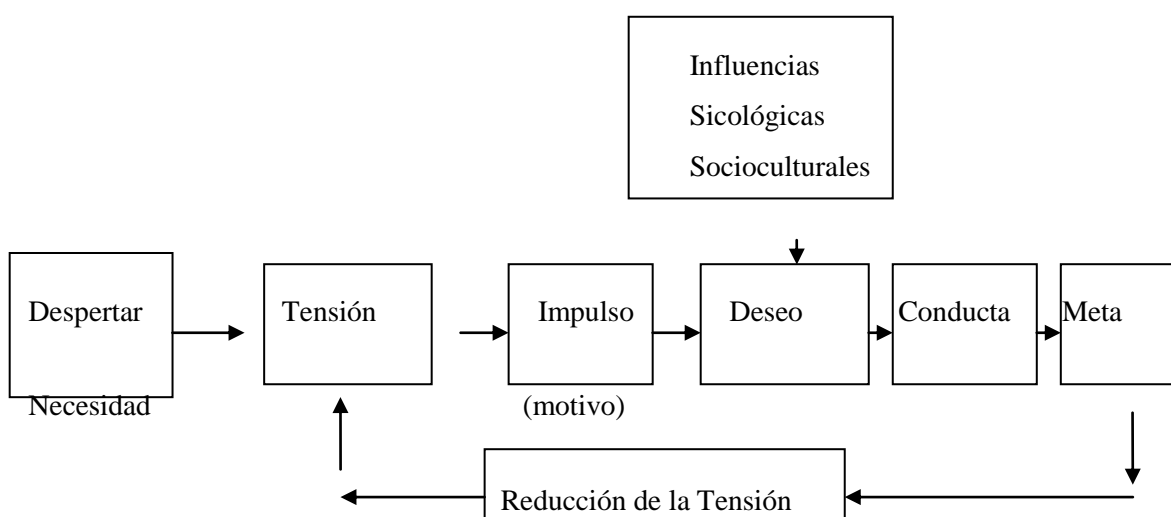 Influencias
Sicológicas
Socioculturales
Despertar
Necesidad
Tensión
Impulso
(motivo)
Deseo
Conducta
Meta
Reducción de la Tensión